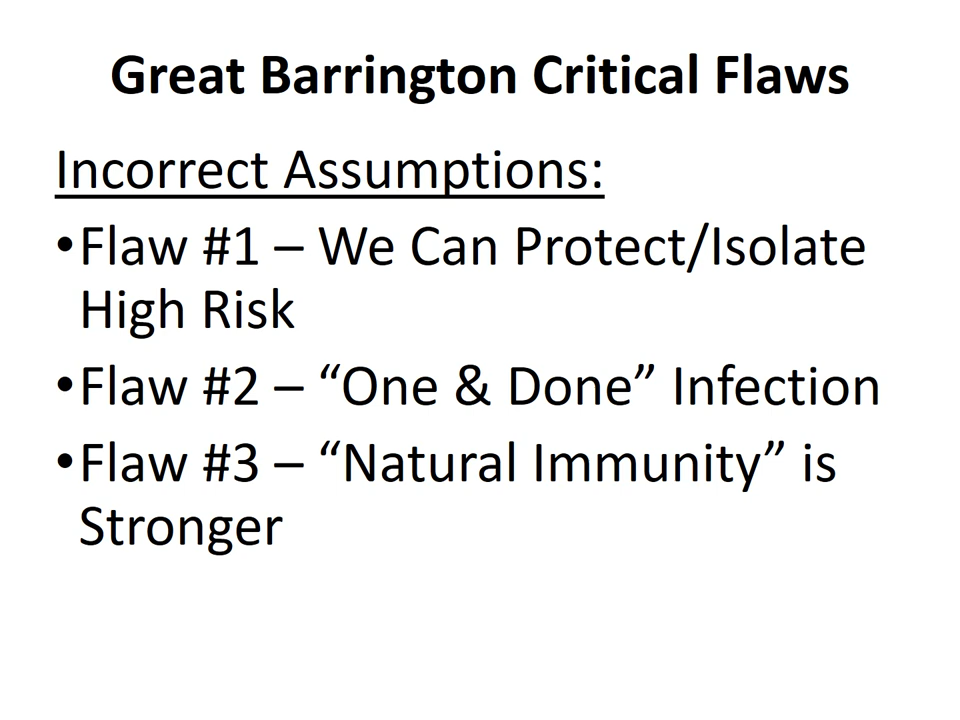 Great Barrington Critical Flaws
Incorrect Assumptions:
•Flaw #1 – We Can Protect/Isolate
High Risk
•Flaw #2 – “One & Done” Infection
•Flaw #3 – “Natural Immunity” is
Stronger